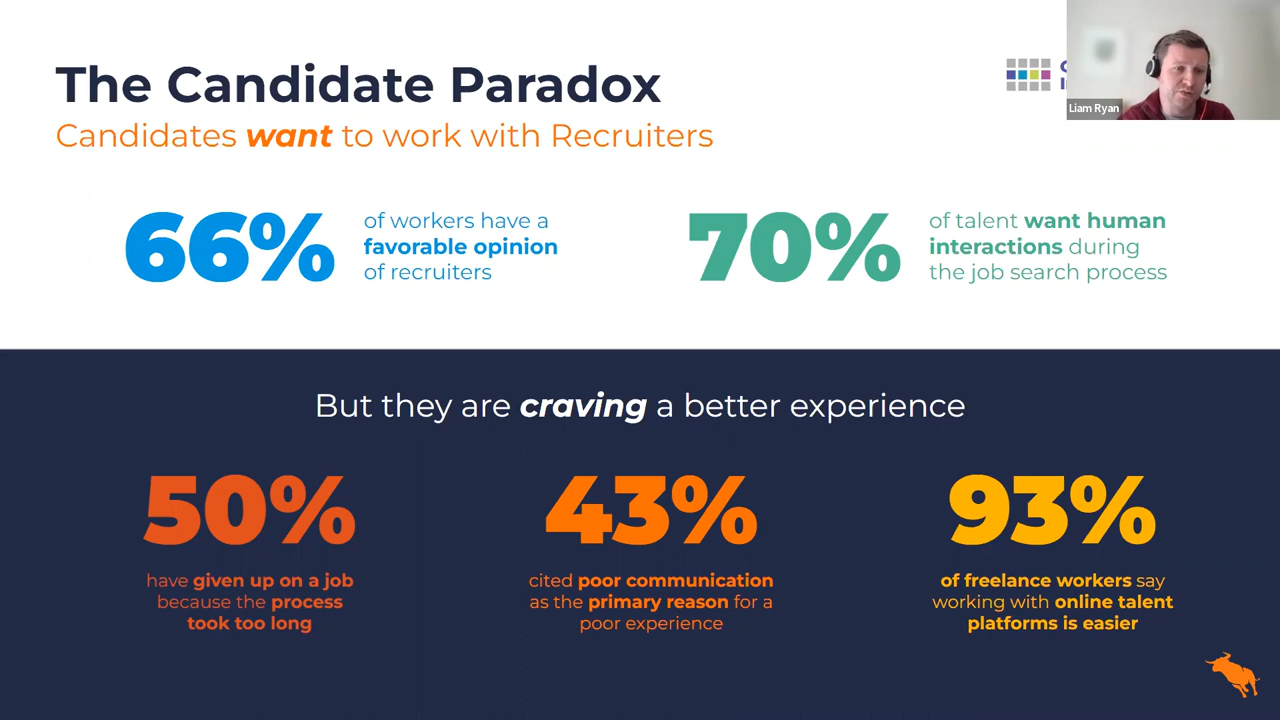 The Candidate Paradox
Candidates want to work with Recruiters
Liam Ryan
66%
of workers have a
favorable opinion
of recruiters
70%
of talent want human
interactions during
the job search process
But they are craving a better experience
50%
have given up on a job
because the process
took too long
43%
cited poor communication
as the primary reason for a
poor experience
93%
of freelance workers say
working with online talent
platforms is easier